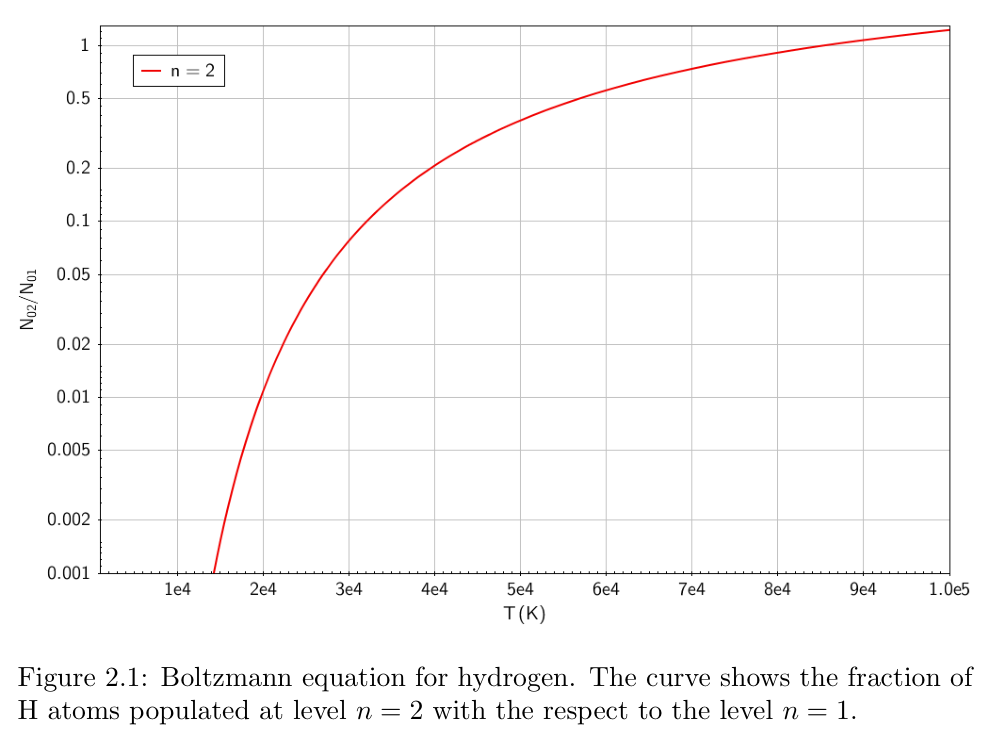 1
n = 2
0.5
0.2
0.1
0.05
N02/N01
0.02
0.01
0.005
0.002
0.001
1e4 2e4 3e4 4e4 5e4 6e4 7e4 8e4 9e4 1.0e5
T (K)
Figure 2.1: Boltzmann equation for hydrogen. The curve shows the fraction of
H atoms populated at level n = 2 with the respect to the level n = 1.